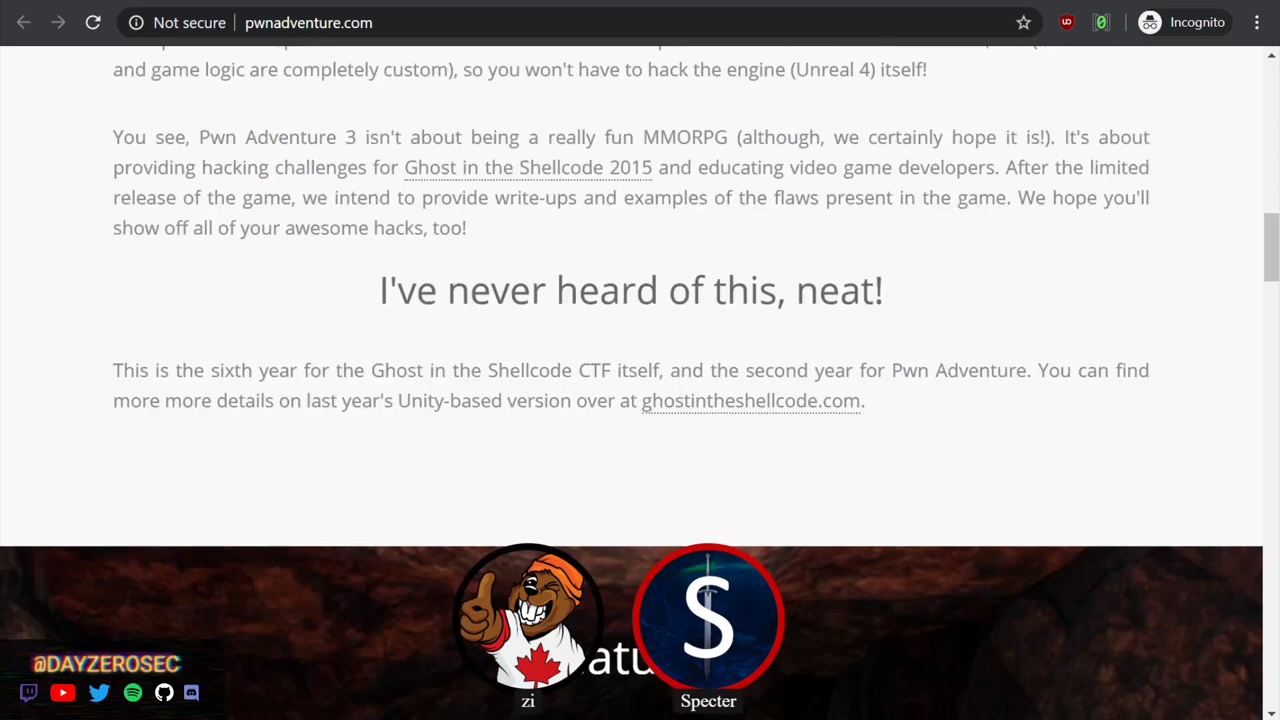 Not secure
pwnadventure.com
Incognito
and game logic are completely custom), so you won't have to hack the engine (Unreal 4) itself!
You see, Pwn Adventure 3 isn't about being a really fun MMORPG (although, we certainly hope it is!). It's about
providing hacking challenges for Ghost in the Shellcode 2015 and educating video game developers. After the limited
release of the game, we intend to provide write-ups and examples of the flaws present in the game. We hope you'll
show off all of your awesome hacks, too!
I've never heard of this, neat!
This is the sixth year for the Ghost in the Shellcode CTF itself, and the second year for Pwn Adventure. You can find
more more details on last year's Unity-based version over at ghostintheshellcode.com.
S
@DAYZEROSEC
zi
Specter